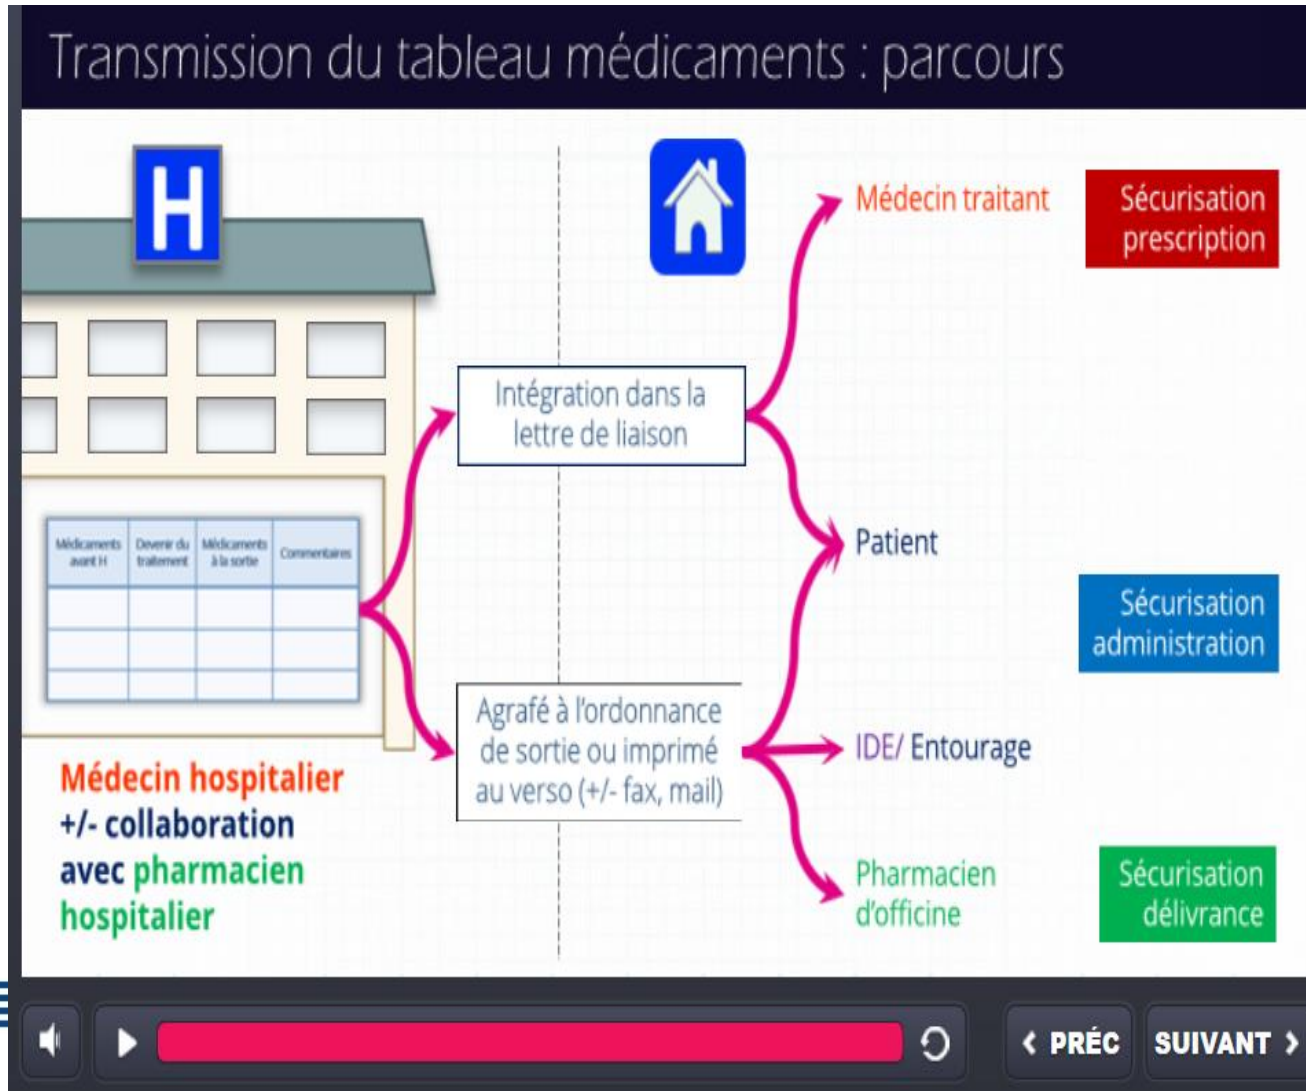 Transmission du tableau médicaments : parcours
H
Médecin traitant
Sécurisation
prescription
Intégration dans la
lettre de liaison
Patient
Médicaments
avant H
Devenir du
traitement
Médicaments
à la sortie
Commentaires
Sécurisation
administration
Agrafé à l’ordonnance
de sortie ou imprimé
au verso (+/- fax, mail)
IDE/ Entourage
Médecin hospitalier
+/- collaboration
avec pharmacien
hospitalier
Pharmacien
d’officine
Sécurisation
délivrance
PRÉC
SUIVANT